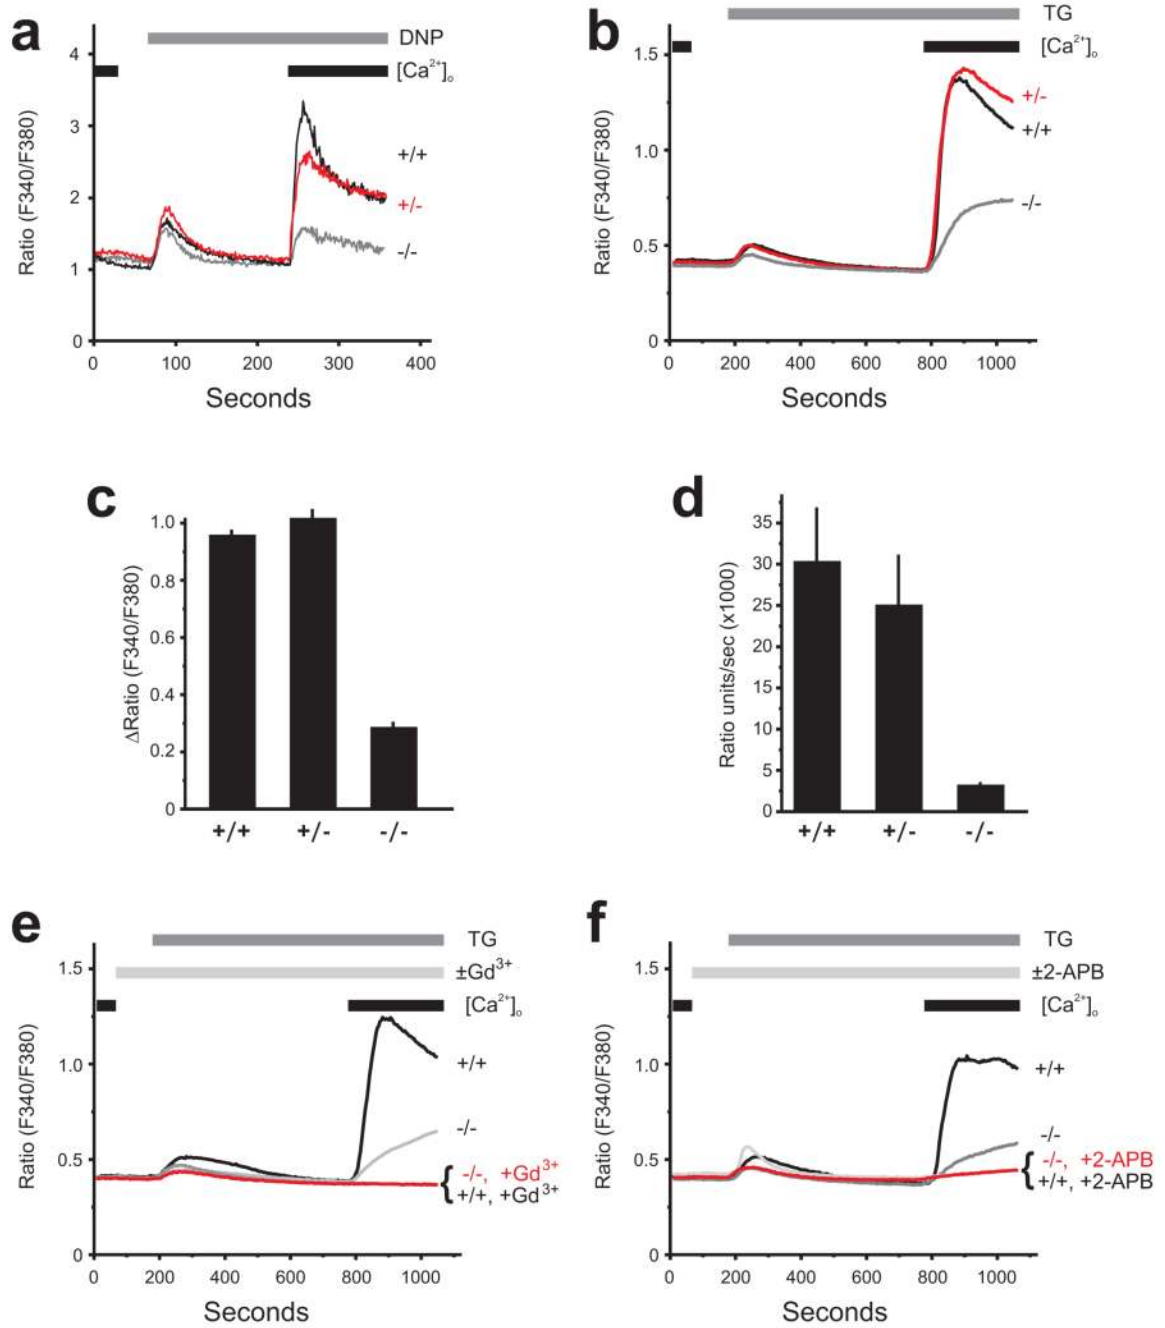 a
DNP
[Ca²⁺]ₒ
4
3
2
1
0
Ratio (F340/F380)
+/+
+/-
-/-
0 100 200 300 400
Seconds
b
TG
[Ca²⁺]ₒ
1.5
1.0
0.5
0
Ratio (F340/F380)
+/-
+/+
-/-
0 200 400 600 800 1000
Seconds
c
1.0
0.8
0.6
0.4
0.2
0
ΔRatio (F340/F380)
+/+ +/- -/-
d
35
30
25
20
15
10
5
0
Ratio units/sec (x1000)
+/+ +/- -/-
e
TG
±Gd³⁺
[Ca²⁺]ₒ
1.5
1.0
0.5
0
Ratio (F340/F380)
+/+
-/-
-/-, +Gd³⁺
+/+, +Gd³⁺
0 200 400 600 800 1000
Seconds
f
TG
±2-APB
[Ca²⁺]ₒ
1.5
1.0
0.5
0
Ratio (F340/F380)
+/+
-/-
-/-, +2-APB
+/+, +2-APB
0 200 400 600 800 1000
Seconds